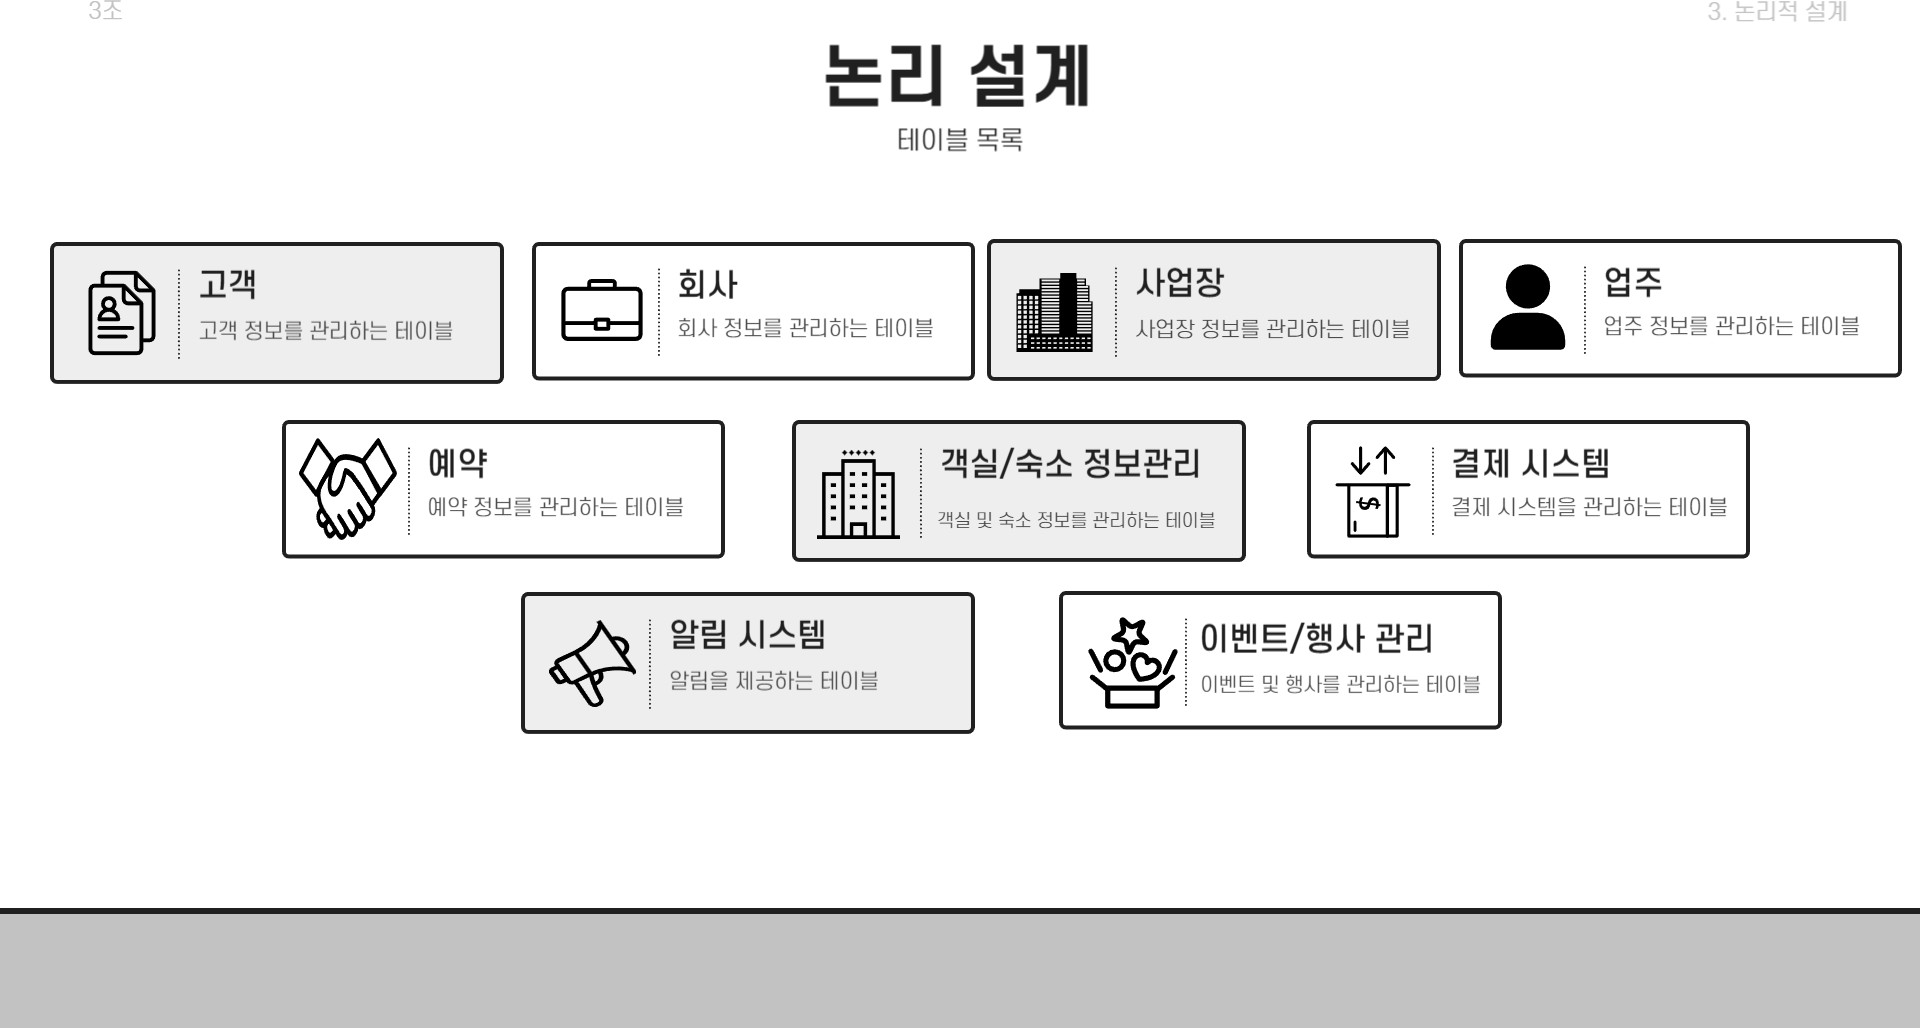 3조
3. 논리적 설계
논리 설계
테이블 목록
고객
고객 정보를 관리하는 테이블
회사
회사 정보를 관리하는 테이블
사업장
사업장 정보를 관리하는 테이블
업주
업주 정보를 관리하는 테이블
예약
예약 정보를 관리하는 테이블
객실/숙소 정보관리
객실 및 숙소 정보를 관리하는 테이블
결제 시스템
결제 시스템을 관리하는 테이블
알림 시스템
알림을 제공하는 테이블
이벤트/행사 관리
이벤트 및 행사를 관리하는 테이블